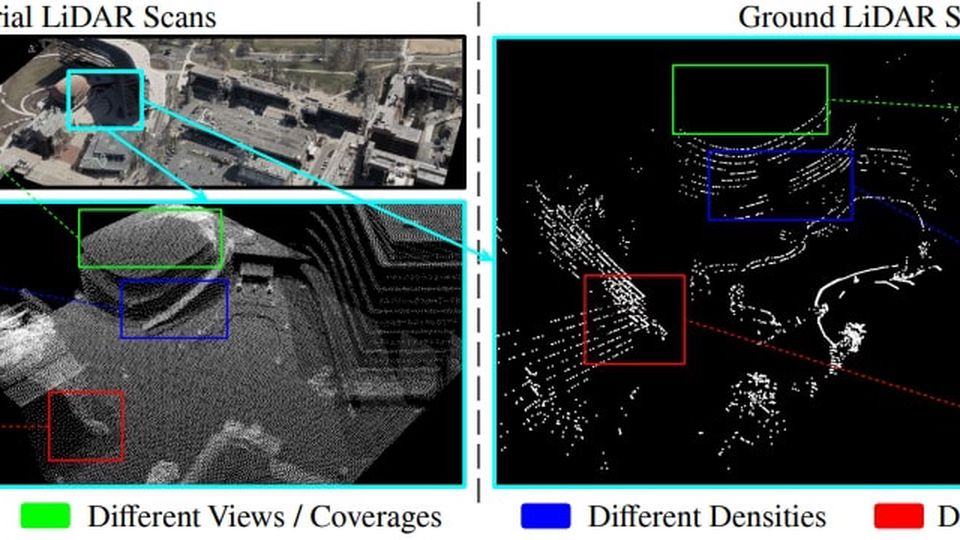 rial LiDAR Scans
Ground LiDAR S
Different Views / Coverages
Different Densities
D